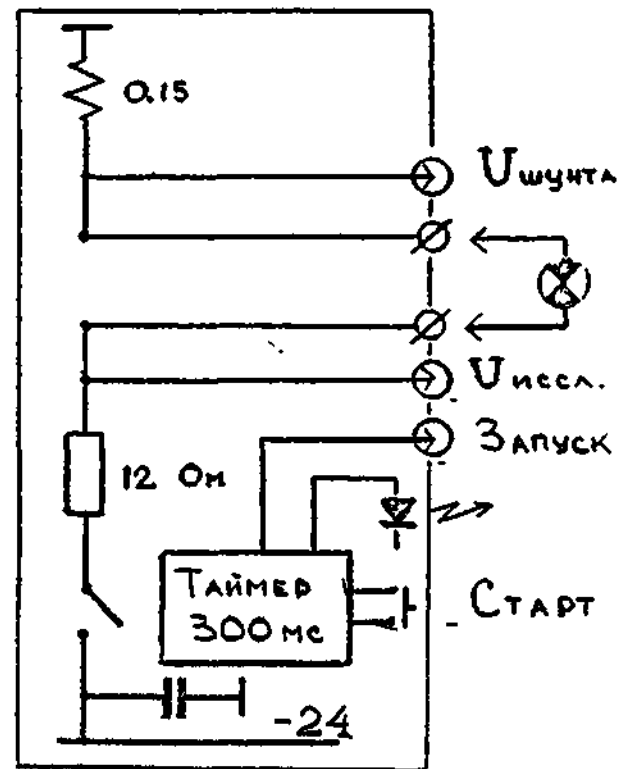 0.15
Uшунта
Uиссл.
Запуск
12 Ом
Таймер
300 мс
Старт
-24